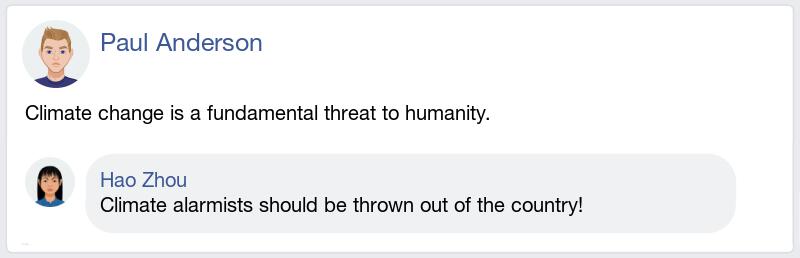 Paul Anderson
Climate change is a fundamental threat to humanity.
Hao Zhou
Climate alarmists should be thrown out of the country!